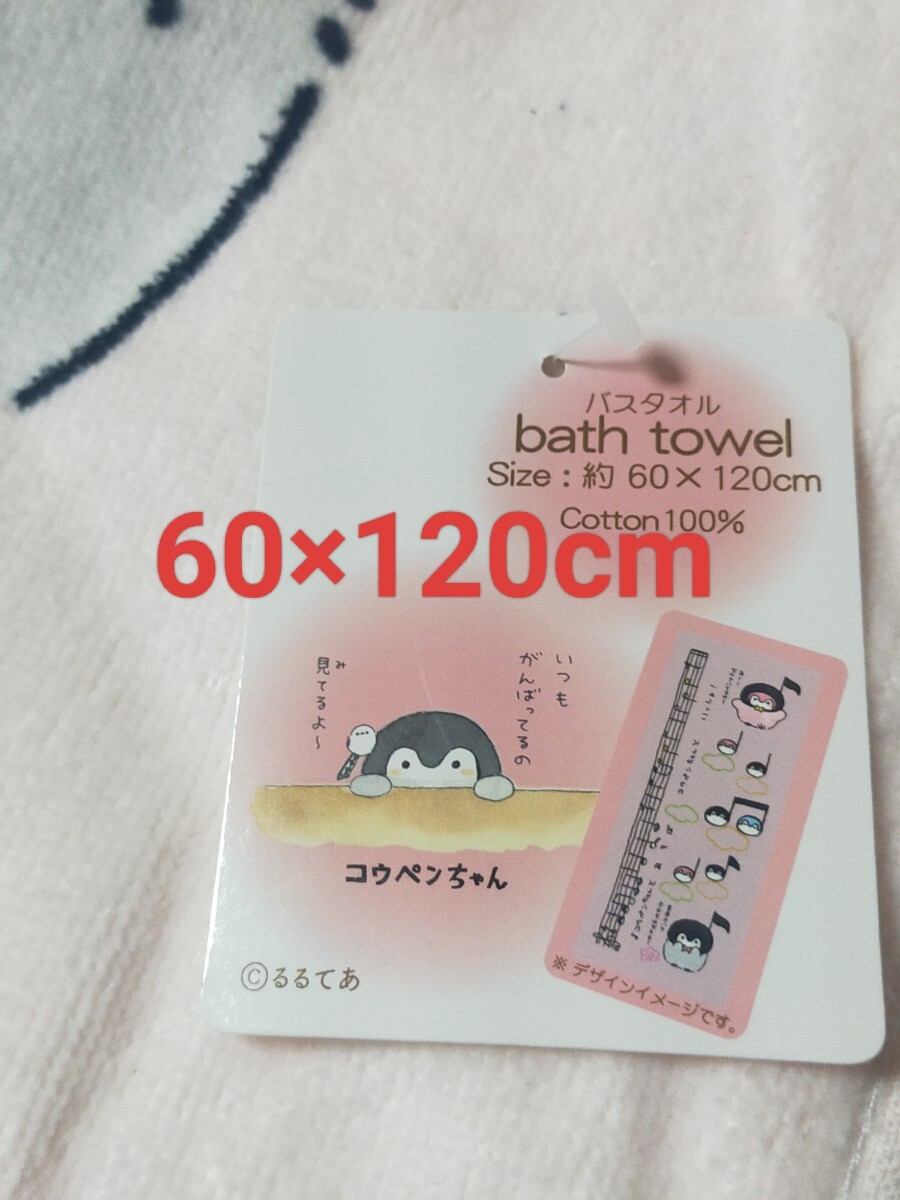 バスタオル
bath towel
Size : 約 60×120cm
Cotton100%
60×120cm
いつも
がんばってるの
み
見てるよ～
コウペンちゃん
©るるてあ
※ デザインイメージです。